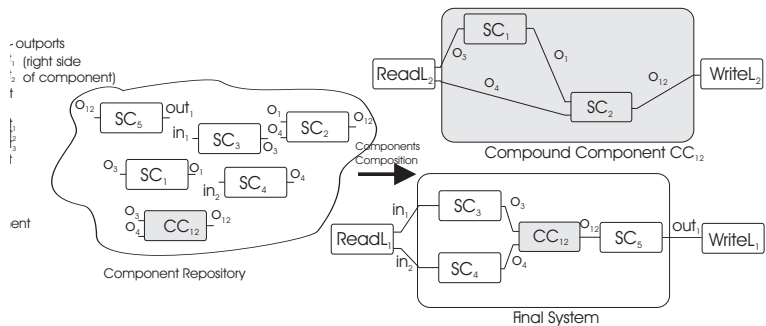 outports
(right side
of component)
O₁₂ SC₅ out₁
in₁ SC₃ O₃
O₁ O₄ SC₂ O₁₂
O₃ SC₁ O₁
in₂ SC₄ O₄
O₃ O₄ CC₁₂ O₁₂
Component Repository
Components
Composition
ReadL₂ O₃ SC₁ O₁ O₄ SC₂ O₁₂ WriteL₂
Compound Component CC₁₂
ReadL₁ in₁ SC₃ O₃ CC₁₂ O₁₂ SC₅ out₁ WriteL₁
in₂ SC₄ O₄
Final System